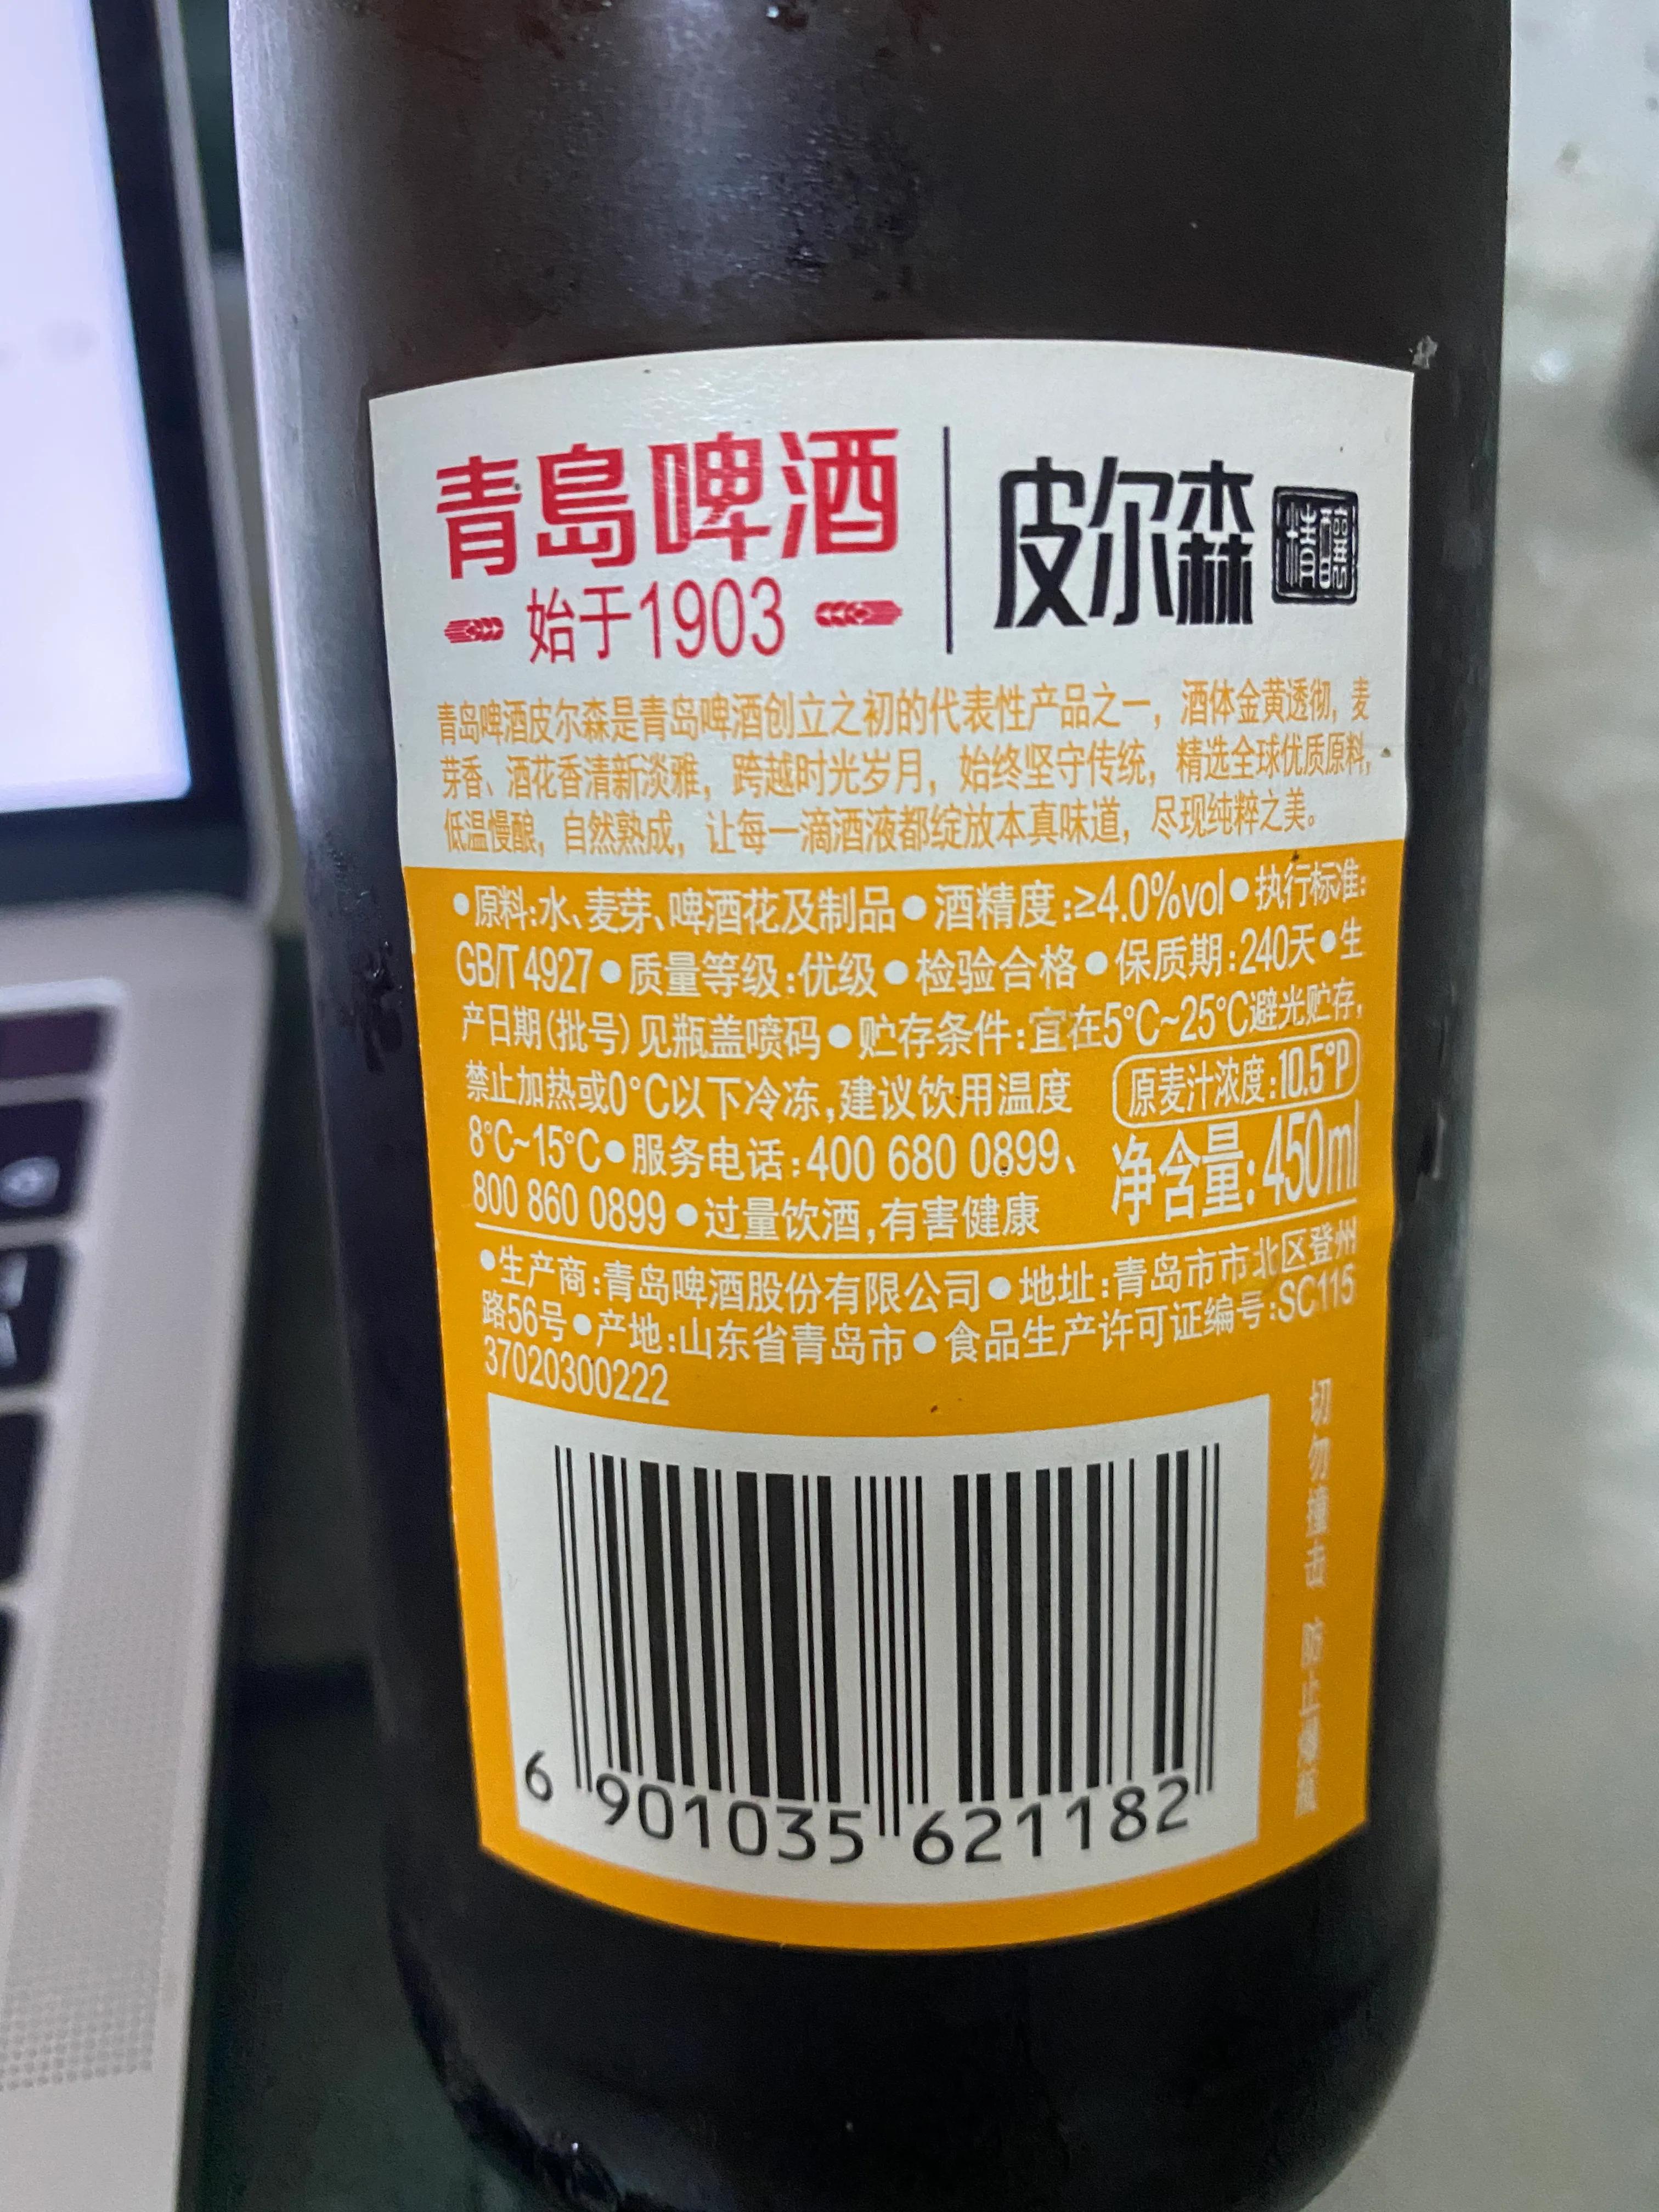 青島啤酒
始于1903
皮尔森
精酿
青岛啤酒皮尔森是青岛啤酒创立之初的代表性产品之一，酒体金黄透彻，麦
芽香、酒花香清新淡雅，跨越时光岁月，始终坚守传统，精选全球优质原料，
低温慢酿，自然熟成，让每一滴酒液都绽放本真味道，尽现纯粹之美。
●原料:水、麦芽、啤酒花及制品●酒精度:≥4.0%vol●执行标准:
GB/T 4927●质量等级:优级●检验合格●保质期:240天●生
产日期(批号)见瓶盖喷码●贮存条件:宜在5°C~25°C避光贮存,
禁止加热或0°C以下冷冻,建议饮用温度
8°C~15°C●服务电话:400 680 0899、
800 860 0899●过量饮酒,有害健康
原麦汁浓度:10.5°P
净含量:450ml
●生产商:青岛啤酒股份有限公司●地址:青岛市市北区登州
路56号●产地:山东省青岛市●食品生产许可证编号:SC115
37020300222
切勿撞击 防止爆瓶
6 901035 621182